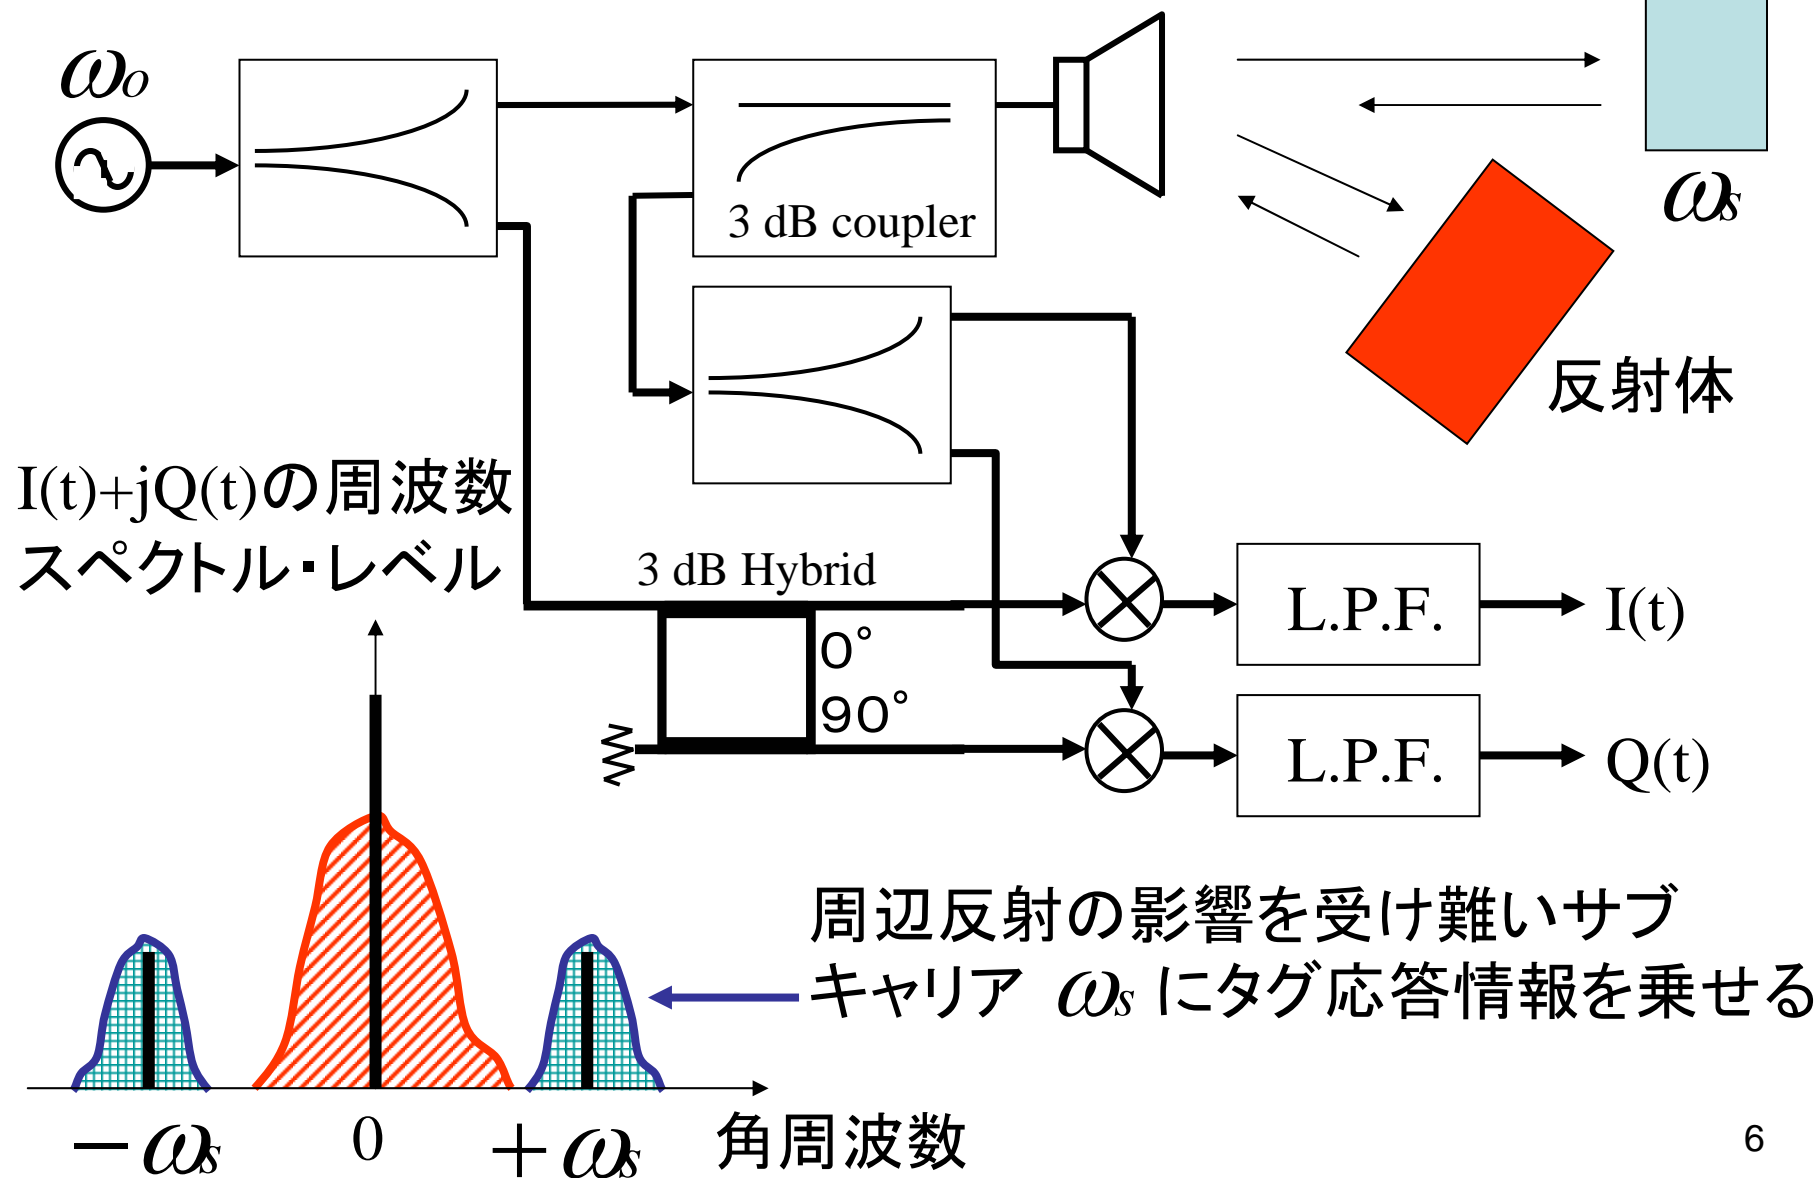 ωo
3 dB coupler
ωs
反射体
I(t)+jQ(t)の周波数
スペクトル・レベル
3 dB Hybrid
0°
90°
L.P.F.
I(t)
L.P.F.
Q(t)
周辺反射の影響を受け難いサブ
キャリア ωs にタグ応答情報を乗せる
－ωs
0
＋ωs
角周波数
6